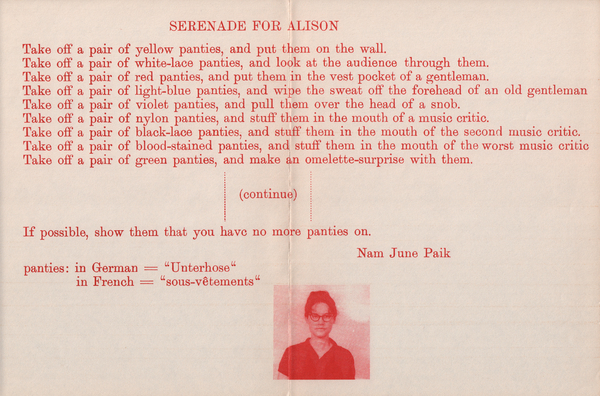 SERENADE FOR ALISON
Take off a pair of yellow panties, and put them on the wall.
Take off a pair of white-lace panties, and look at the audience through them.
Take off a pair of red panties, and put them in the vest pocket of a gentleman.
Take off a pair of light-blue panties, and wipe the sweat off the forehead of an old gentleman
Take off a pair of violet panties, and pull them over the head of a snob.
Take off a pair of nylon panties, and stuff them in the mouth of a music critic.
Take off a pair of black-lace panties, and stuff them in the mouth of the second music critic.
Take off a pair of blood-stained panties, and stuff them in the mouth of the worst music critic
Take off a pair of green panties, and make an omelette-surprise with them.
(continue)
If possible, show them that you have no more panties on.
Nam June Paik
panties: in German = “Unterhose“
in French = “sous-vêtements“